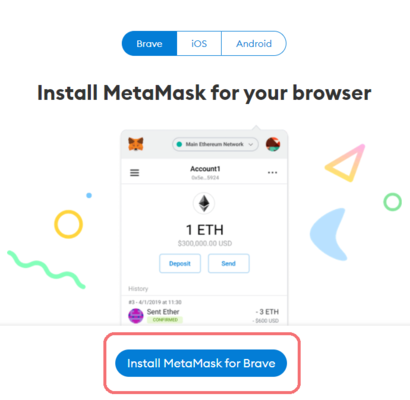 Brave
iOS
Android
Install MetaMask for your browser
Main Ethereum Network
Account1
1 ETH
$300,000.00 USD
Deposit
Send
History
#3 - 4/1/2019 at 11:30
Sent Ether
- 3 ETH
CONFIRMED
- $600 USD
Install MetaMask for Brave